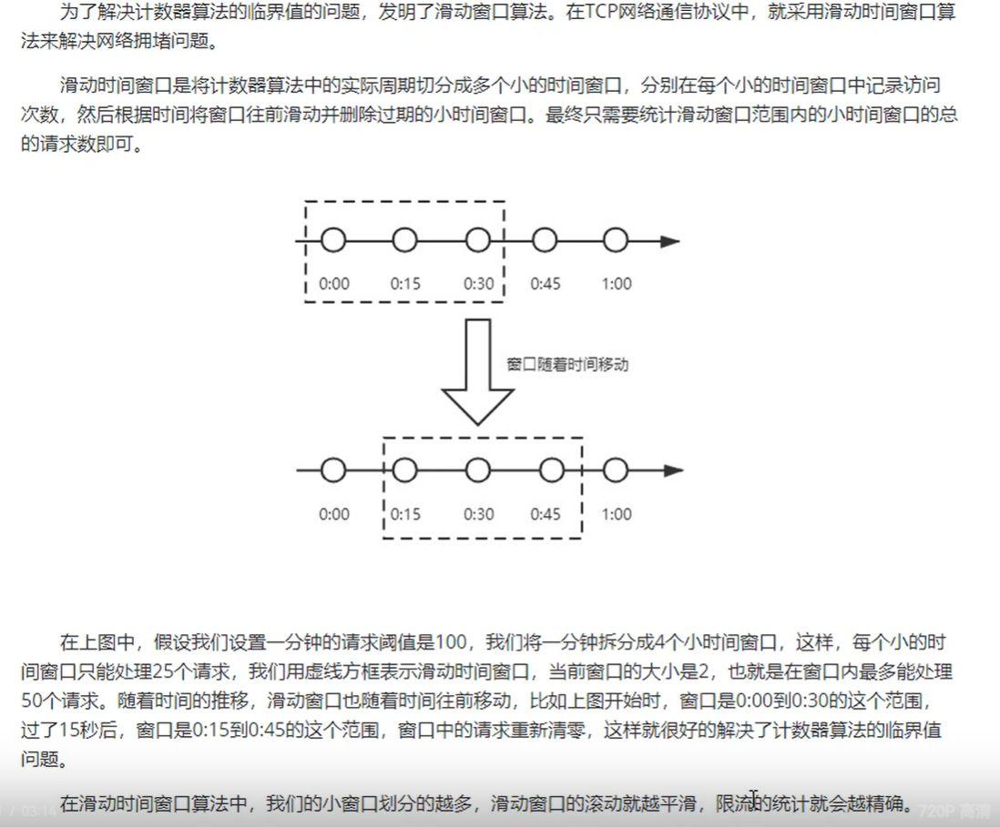 为了解决计数器算法的临界值的问题，发明了滑动窗口算法。在TCP网络通信协议中，就采用滑动时间窗口算
法来解决网络拥堵问题。
滑动时间窗口是将计数器算法中的实际周期切分成多个小的时间窗口，分别在每个小的时间窗口中记录访问
次数，然后根据时间将窗口往前滑动并删除过期的小时间窗口。最终只需要统计滑动窗口范围内的小时间窗口的总
的请求数即可。
0:00 0:15 0:30 0:45 1:00
窗口随着时间移动
0:00 0:15 0:30 0:45 1:00
在上图中，假设我们设置一分钟的请求阈值是100，我们将一分钟拆分成4个小时间窗口，这样，每个小的时
间窗口只能处理25个请求，我们用虚线方框表示滑动时间窗口，当前窗口的大小是2，也就是在窗口内最多能处理
50个请求。随着时间的推移，滑动窗口也随着时间往前移动，比如上图开始时，窗口是0:00到0:30的这个范围，
过了15秒后，窗口是0:15到0:45的这个范围，窗口中的请求重新清零，这样就很好的解决了计数器算法的临界值
问题。
在滑动时间窗口算法中，我们的小窗口划分的越多，滑动窗口的滚动就越平滑，限流的统计就会越精确。
/ 03:14
720P 高清